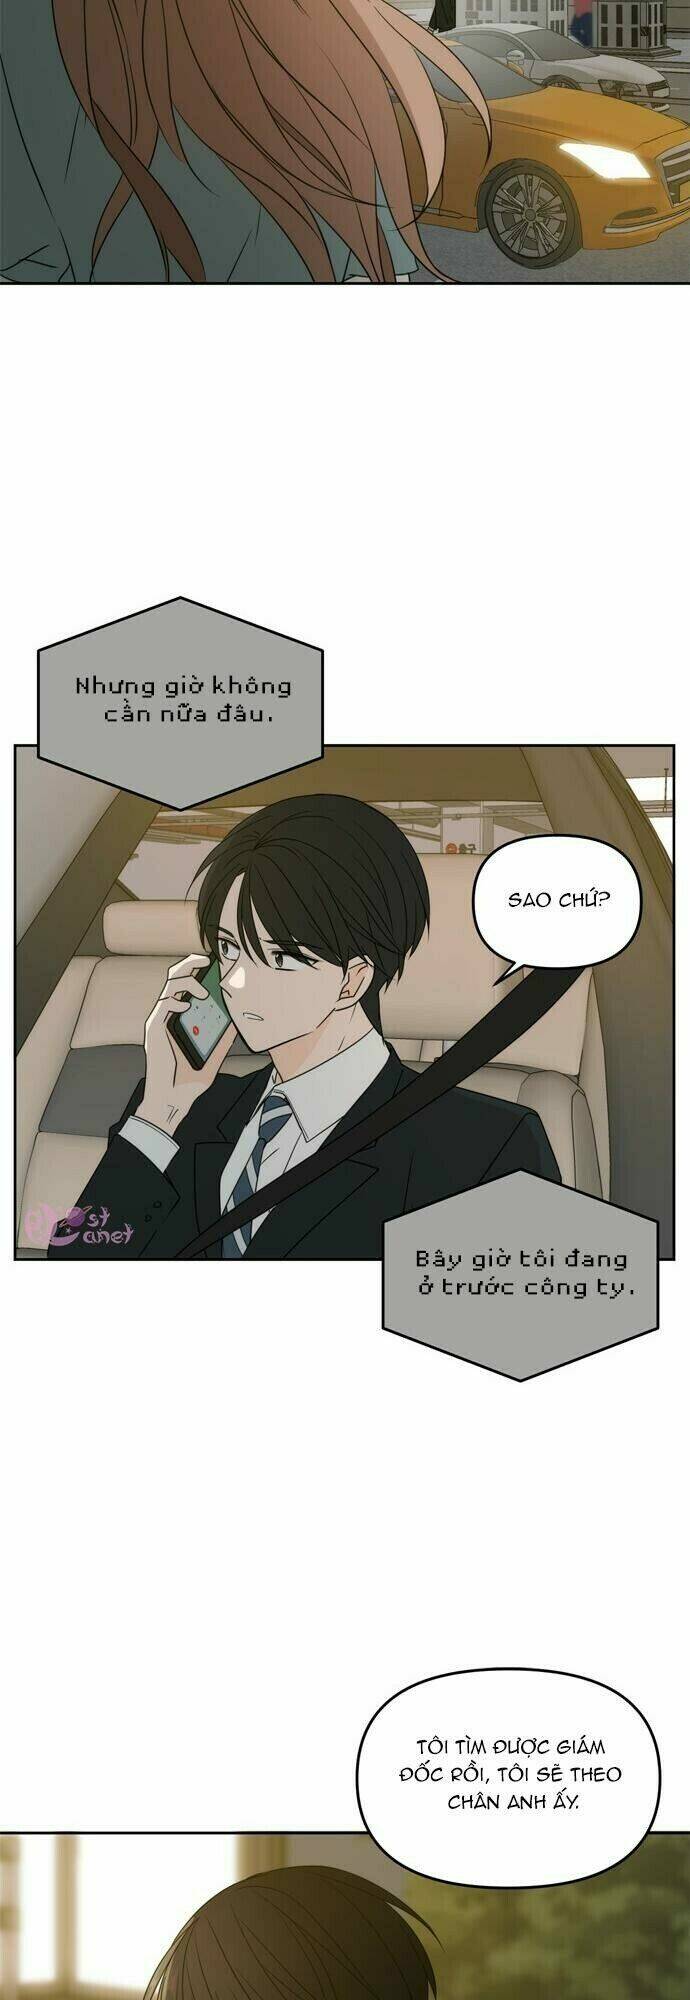 Nhưng giờ không
cần nữa đâu.
SAO CHỨ?
Bây giờ tôi đang
ở trước công ty.
TÔI TÌM ĐƯỢC GIÁM
ĐỐC RỒI, TÔI SẼ THEO
CHÂN ANH ẤY.